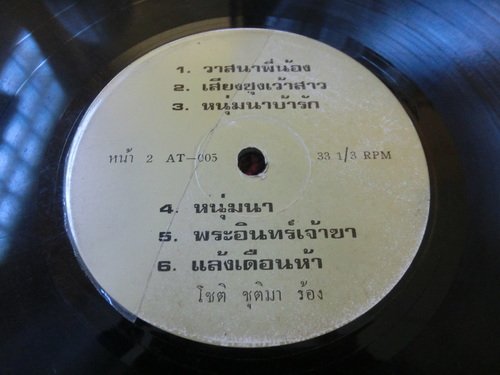 1. วาสนาพี่น้อง
2. เสียงซุงเว้าสาว
3. หนุ่มนาบ้ารัก
หน้า 2 AT-005 33 1/3 RPM
4. หนุ่มนา
5. พระอินทร์เจ้าขา
6. แล้งเดือนห้า
โชติ ชุติมา ร้อง